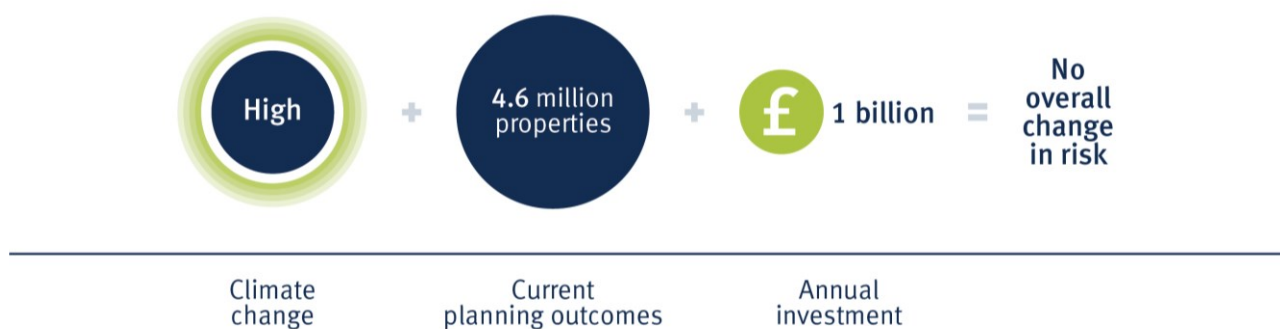 High
+
4.6 million
properties
+
£ 1 billion
=
No
overall
change
in risk
Climate
change
Current
planning outcomes
Annual
investment